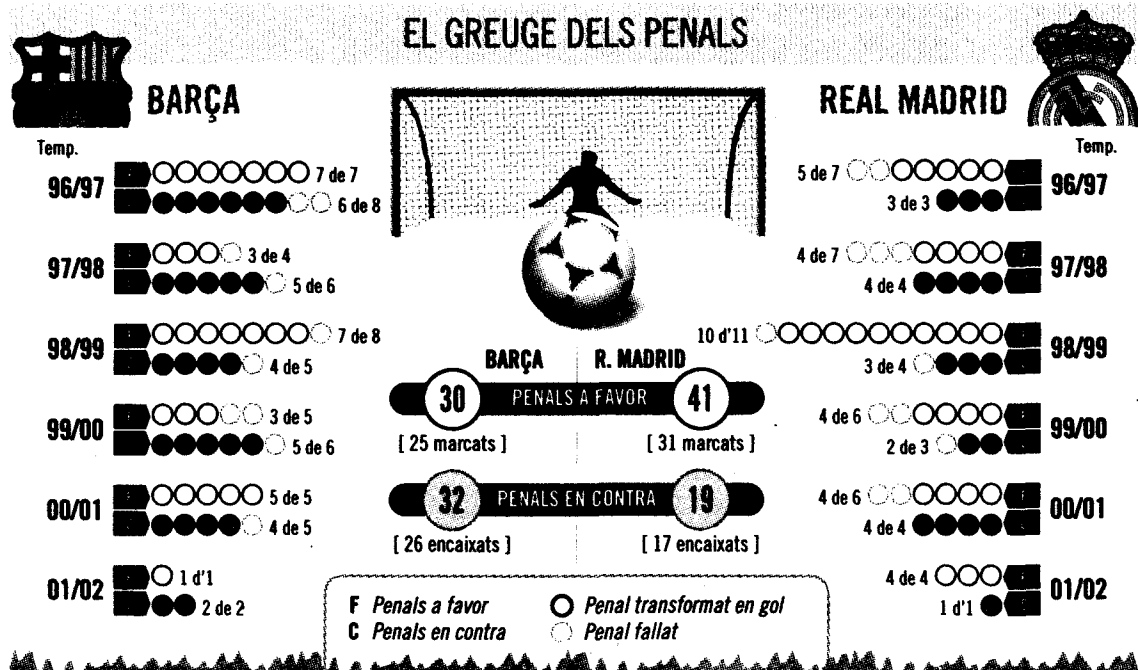 EL GREUGE DELS PENALS
BARÇA
Temp.
96/97
7 de 7
6 de 8
97/98
3 de 4
5 de 6
98/99
7 de 8
4 de 5
99/00
3 de 5
5 de 6
00/01
5 de 5
4 de 5
01/02
1 d'1
2 de 2
REAL MADRID
Temp.
5 de 7
96/97
3 de 3
4 de 7
97/98
4 de 4
10 d'11
98/99
3 de 4
4 de 6
99/00
2 de 3
4 de 6
00/01
4 de 4
4 de 4
01/02
1 d'1
BARÇA R. MADRID
30 PENALS A FAVOR 41
[ 25 marcats ] [ 31 marcats ]
32 PENALS EN CONTRA 19
[ 26 encaixats ] [ 17 encaixats ]
F Penals a favor
C Penals en contra
Penal transformat en gol
Penal fallat